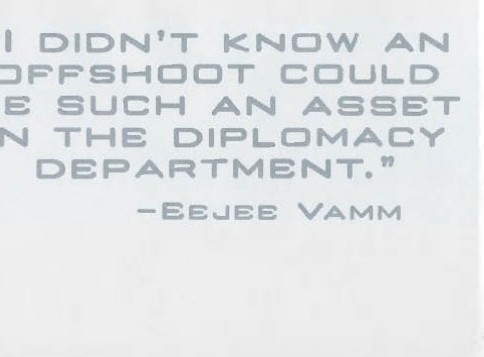 "I DIDN'T KNOW AN
OFFSHOOT COULD
E SUCH AN ASSET
N THE DIPLOMACY
DEPARTMENT."
-EEJEE VAMM